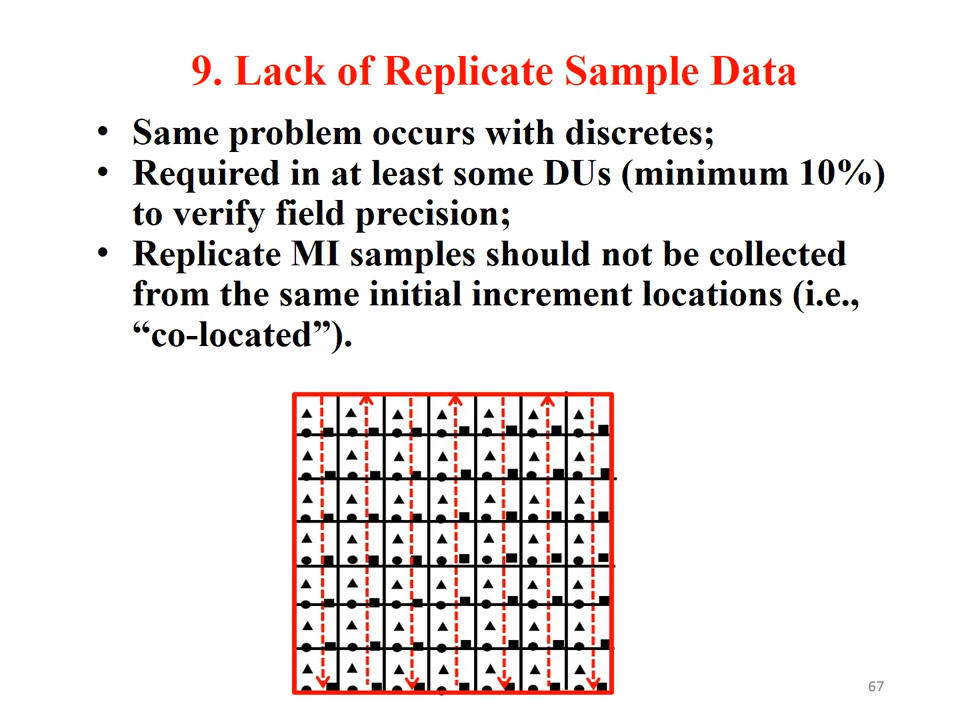 9. Lack of Replicate Sample Data
• Same problem occurs with discretes;
• Required in at least some DUs (minimum 10%)
to verify field precision;
• Replicate MI samples should not be collected
from the same initial increment locations (i.e.,
“co-located”).
67